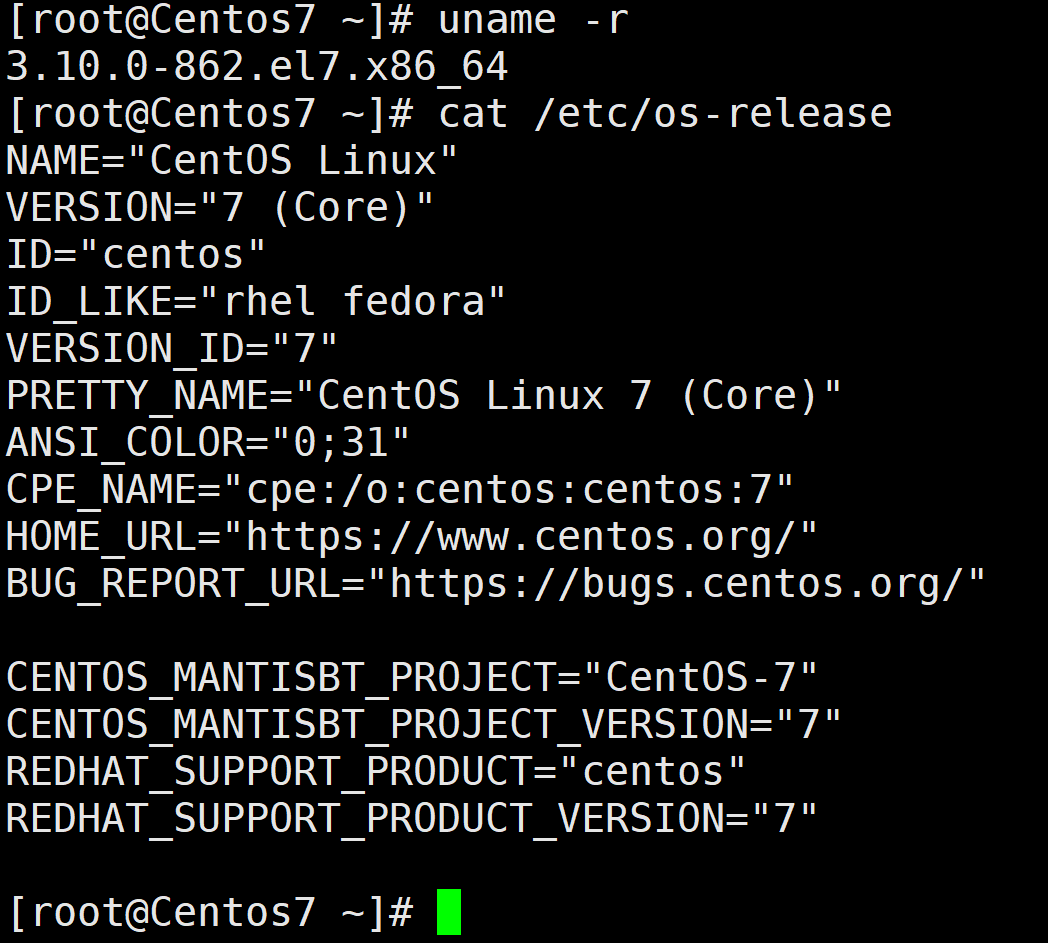 [root@Centos7 ~]# uname -r
3.10.0-862.el7.x86_64
[root@Centos7 ~]# cat /etc/os-release
NAME="CentOS Linux"
VERSION="7 (Core)"
ID="centos"
ID_LIKE="rhel fedora"
VERSION_ID="7"
PRETTY_NAME="CentOS Linux 7 (Core)"
ANSI_COLOR="0;31"
CPE_NAME="cpe:/o:centos:centos:7"
HOME_URL="https://www.centos.org/"
BUG_REPORT_URL="https://bugs.centos.org/"

CENTOS_MANTISBT_PROJECT="CentOS-7"
CENTOS_MANTISBT_PROJECT_VERSION="7"
REDHAT_SUPPORT_PRODUCT="centos"
REDHAT_SUPPORT_PRODUCT_VERSION="7"

[root@Centos7 ~]#